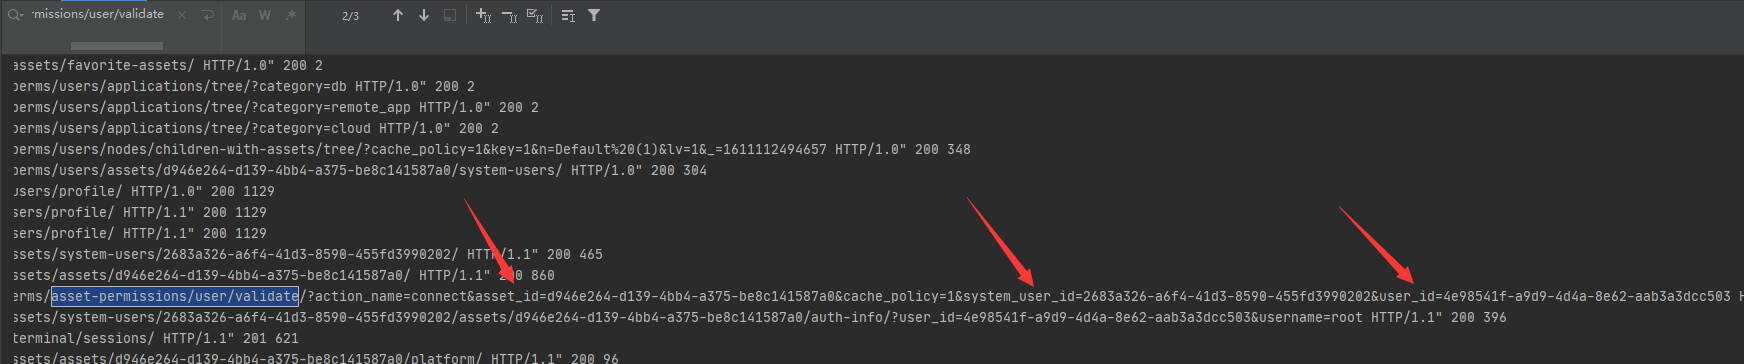 missions/user/validate Aa W .* 2/3
assets/favorite-assets/ HTTP/1.0" 200 2
perms/users/applications/tree/?category=db HTTP/1.0" 200 2
perms/users/applications/tree/?category=remote_app HTTP/1.0" 200 2
perms/users/applications/tree/?category=cloud HTTP/1.0" 200 2
perms/users/nodes/children-with-assets/tree/?cache_policy=1&key=1&n=Default%20(1)&lv=1&_=1611112494657 HTTP/1.0" 200 348
perms/users/assets/d946e264-d139-4bb4-a375-be8c141587a0/system-users/ HTTP/1.0" 200 304
users/profile/ HTTP/1.0" 200 1129
sers/profile/ HTTP/1.1" 200 1129
sers/profile/ HTTP/1.1" 200 1129
assets/system-users/2683a326-a6f4-41d3-8590-455fd3990202/ HTTP/1.1" 200 465
assets/assets/d946e264-d139-4bb4-a375-be8c141587a0/ HTTP/1.1" 200 860
erms/asset-permissions/user/validate/?action_name=connect&asset_id=d946e264-d139-4bb4-a375-be8c141587a0&cache_policy=1&system_user_id=2683a326-a6f4-41d3-8590-455fd3990202&user_id=4e98541f-a9d9-4d4a-8e62-aab3a3dcc503 H
assets/system-users/2683a326-a6f4-41d3-8590-455fd3990202/assets/d946e264-d139-4bb4-a375-be8c141587a0/auth-info/?user_id=4e98541f-a9d9-4d4a-8e62-aab3a3dcc503&username=root HTTP/1.1" 200 396
terminal/sessions/ HTTP/1.1" 201 621
assets/assets/d946e264-d139-4bb4-a375-be8c141587a0/platform/ HTTP/1.1" 200 96